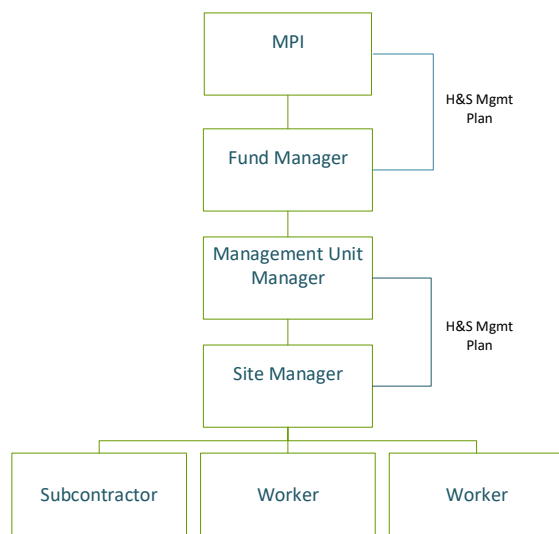 MPI
H&S Mgmt
Plan
Fund Manager
Management Unit
Manager
H&S Mgmt
Plan
Site Manager
Subcontractor
Worker
Worker